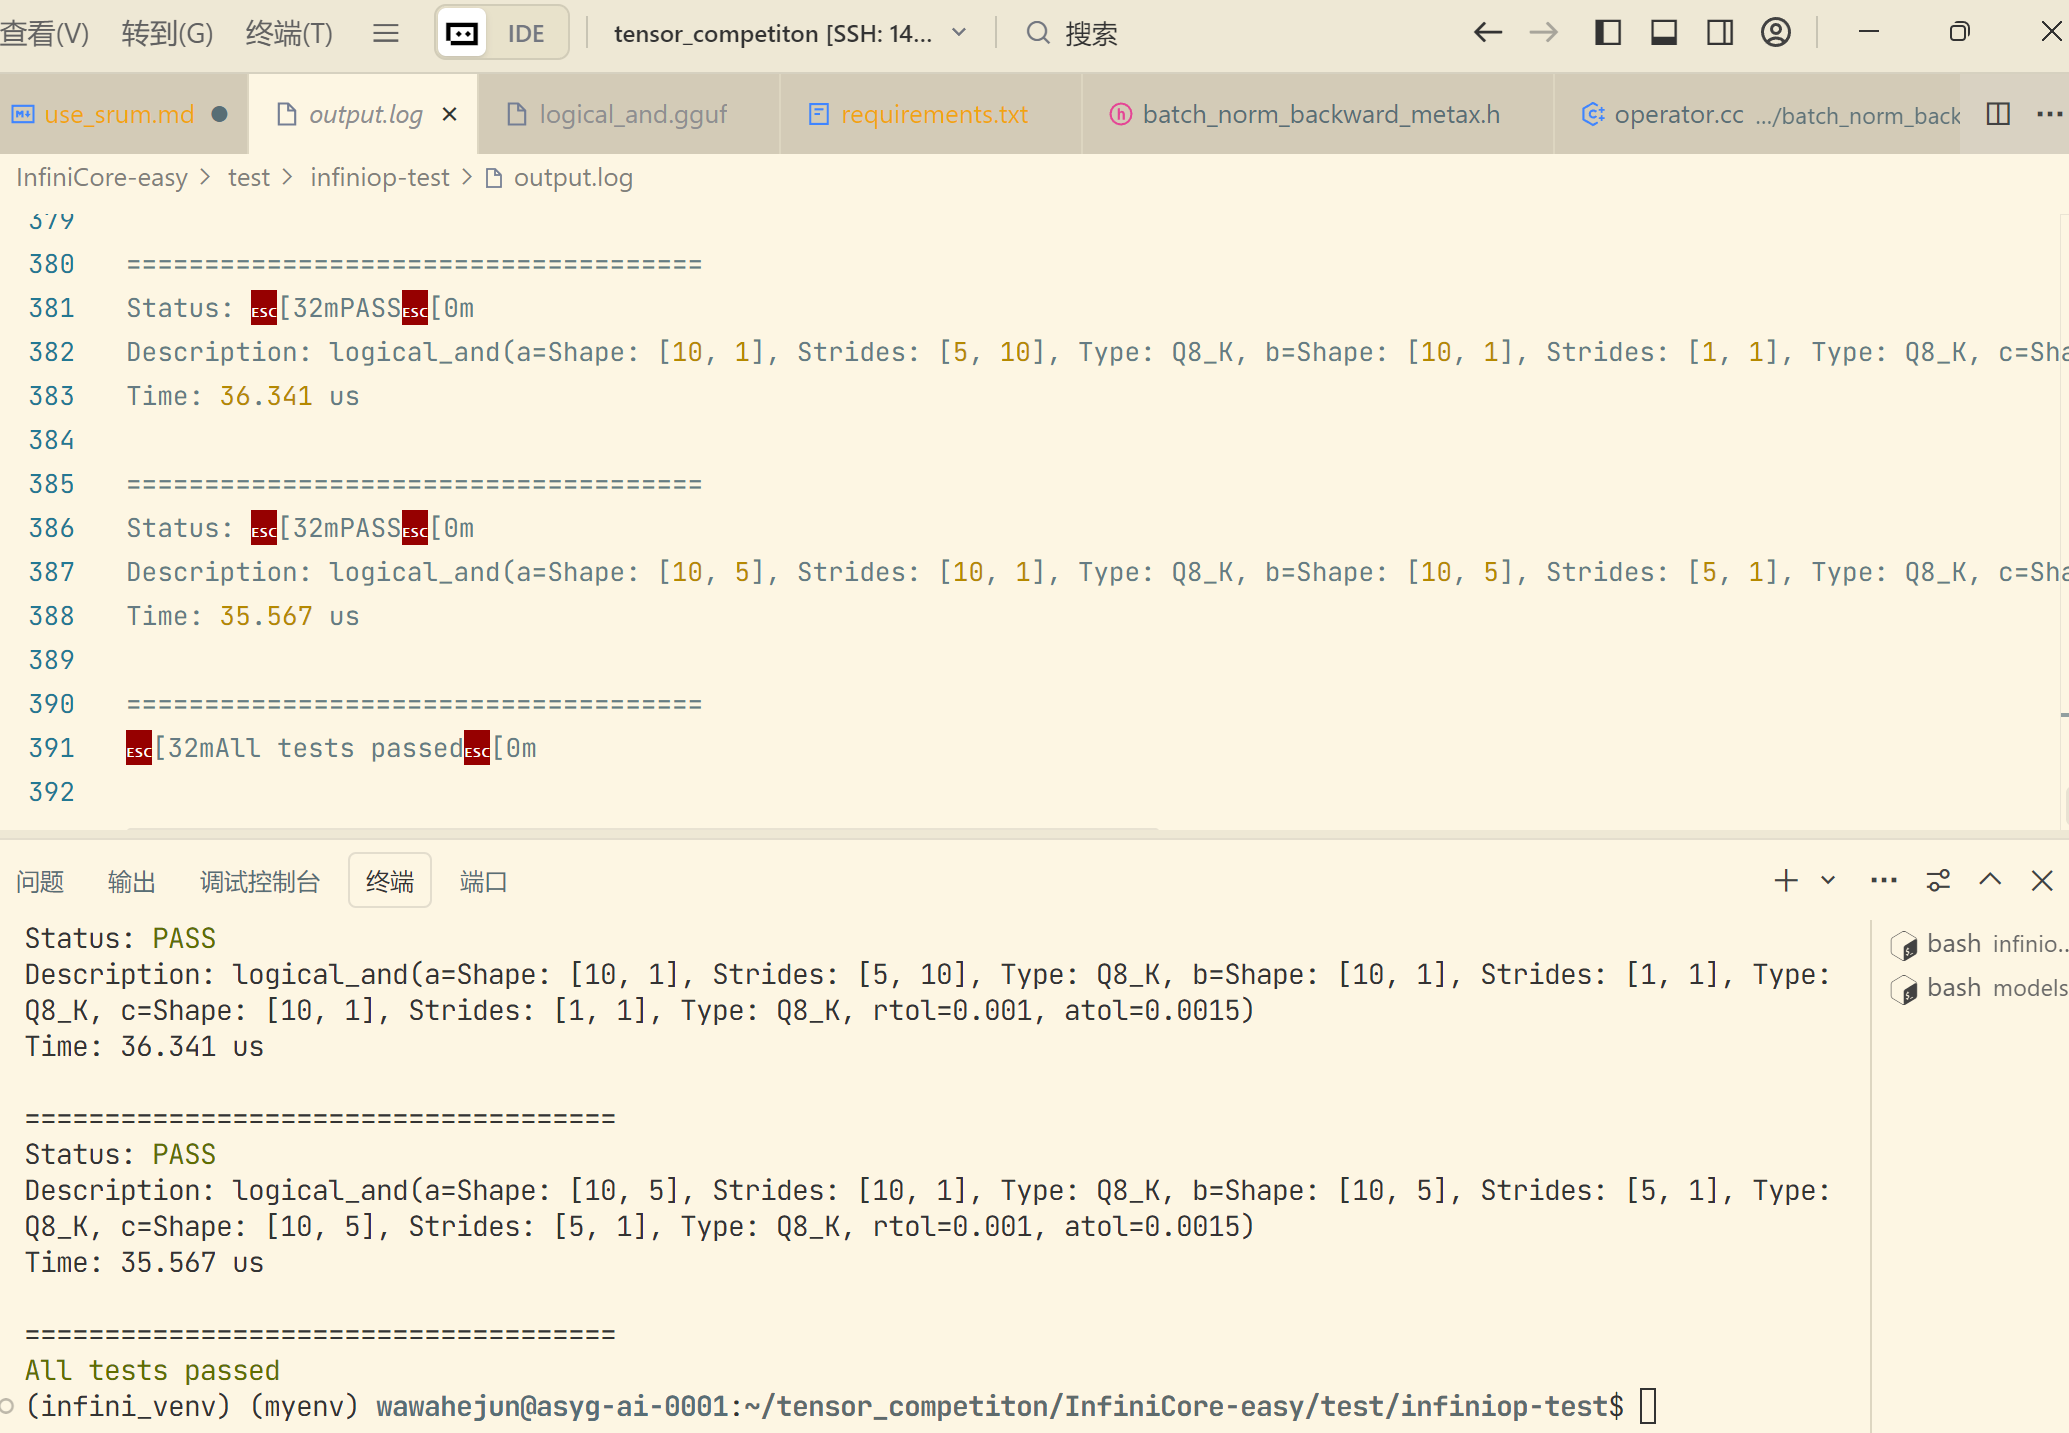 查看(V) 转到(G) 终端(T) IDE tensor_competiton [SSH: 14... 搜索
use_srum.md output.log logical_and.gguf requirements.txt batch_norm_backward_metax.h operator.cc .../batch_norm_back
InfiniCore-easy > test > infiniop-test > output.log
379
380 =====================================
381 Status: ESC[32mPASSESC[0m
382 Description: logical_and(a=Shape: [10, 1], Strides: [5, 10], Type: Q8_K, b=Shape: [10, 1], Strides: [1, 1], Type: Q8_K, c=Sha
383 Time: 36.341 us
384
385 =====================================
386 Status: ESC[32mPASSESC[0m
387 Description: logical_and(a=Shape: [10, 5], Strides: [10, 1], Type: Q8_K, b=Shape: [10, 5], Strides: [5, 1], Type: Q8_K, c=Sha
388 Time: 35.567 us
389
390 =====================================
391 ESC[32mAll tests passedESC[0m
392
问题 输出 调试控制台 终端 端口
Status: PASS
Description: logical_and(a=Shape: [10, 1], Strides: [5, 10], Type: Q8_K, b=Shape: [10, 1], Strides: [1, 1], Type:
Q8_K, c=Shape: [10, 1], Strides: [1, 1], Type: Q8_K, rtol=0.001, atol=0.0015)
Time: 36.341 us
=====================================
Status: PASS
Description: logical_and(a=Shape: [10, 5], Strides: [10, 1], Type: Q8_K, b=Shape: [10, 5], Strides: [5, 1], Type:
Q8_K, c=Shape: [10, 5], Strides: [5, 1], Type: Q8_K, rtol=0.001, atol=0.0015)
Time: 35.567 us
=====================================
All tests passed
(infini_venv) (myenv) wawahejun@asyg-ai-0001:~/tensor_competiton/InfiniCore-easy/test/infiniop-test$
bash infinio...
bash models